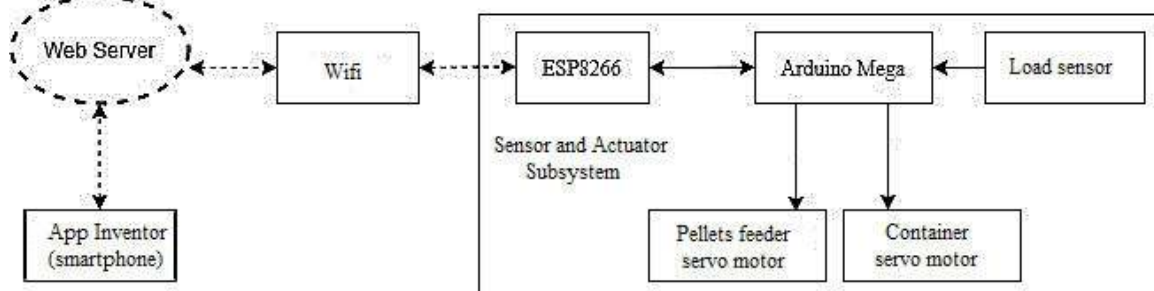 Web Server
Wifi
ESP8266
Arduino Mega
Load sensor
Sensor and Actuator
Subsystem
App Inventor
(smartphone)
Pellets feeder
servo motor
Container
servo motor